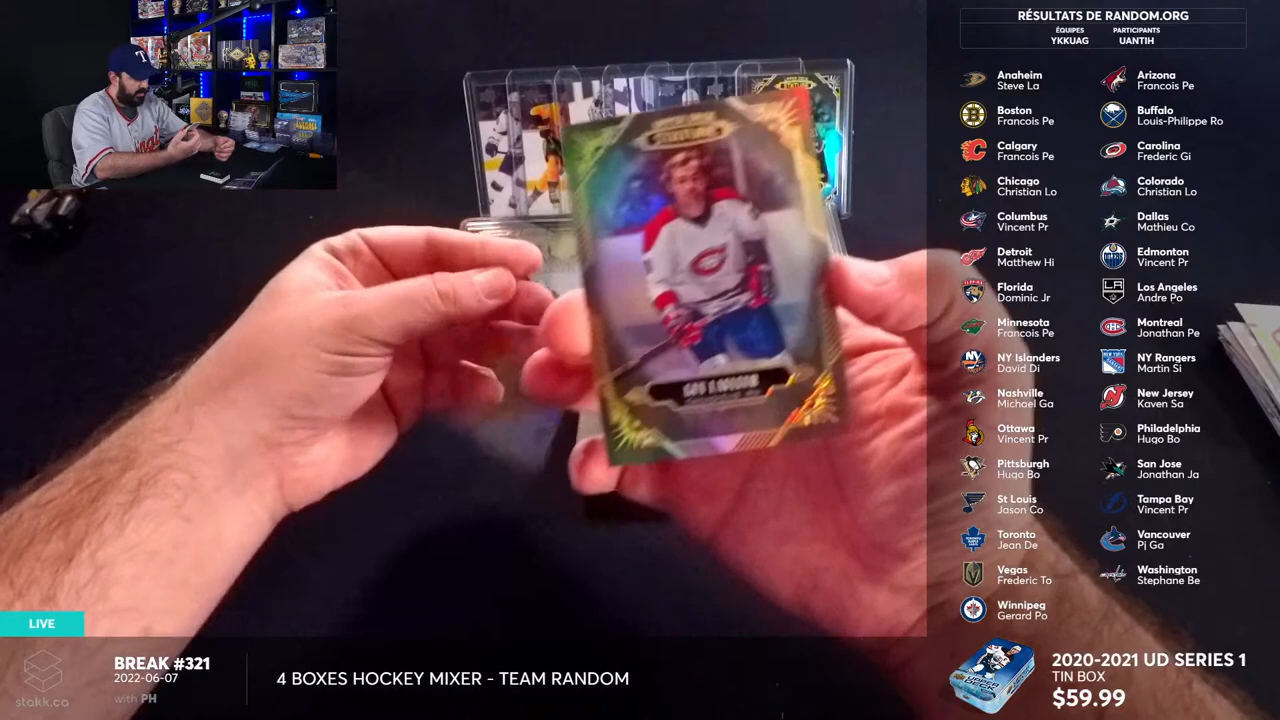 RÉSULTATS DE RANDOM.ORG
ÉQUIPES
YKKUAG
PARTICIPANTS
UANTIH
Anaheim
Steve La
Arizona
Francois Pe
Boston
Francois Pe
Buffalo
Louis-Philippe Ro
Calgary
Francois Pe
Carolina
Frederic Gi
Chicago
Christian Lo
Colorado
Christian Lo
Columbus
Vincent Pr
Dallas
Mathieu Co
Detroit
Matthew Hi
Edmonton
Vincent Pr
Florida
Dominic Jr
Los Angeles
Andre Po
Minnesota
Francois Pe
Montreal
Jonathan Pe
NY Islanders
David Di
NY Rangers
Martin Si
Nashville
Michael Ga
New Jersey
Kaven Sa
Ottawa
Vincent Pr
Philadelphia
Hugo Bo
Pittsburgh
Hugo Bo
San Jose
Jonathan Ja
St Louis
Jason Co
Tampa Bay
Vincent Pr
Toronto
Jean De
Vancouver
Pj Ga
Vegas
Frederic To
Washington
Stephane Be
Winnipeg
Gerard Po
LIVE
stakk.ca
BREAK #321
2022-06-07
with PH
4 BOXES HOCKEY MIXER - TEAM RANDOM
2020-2021 UD SERIES 1
TIN BOX
$59.99